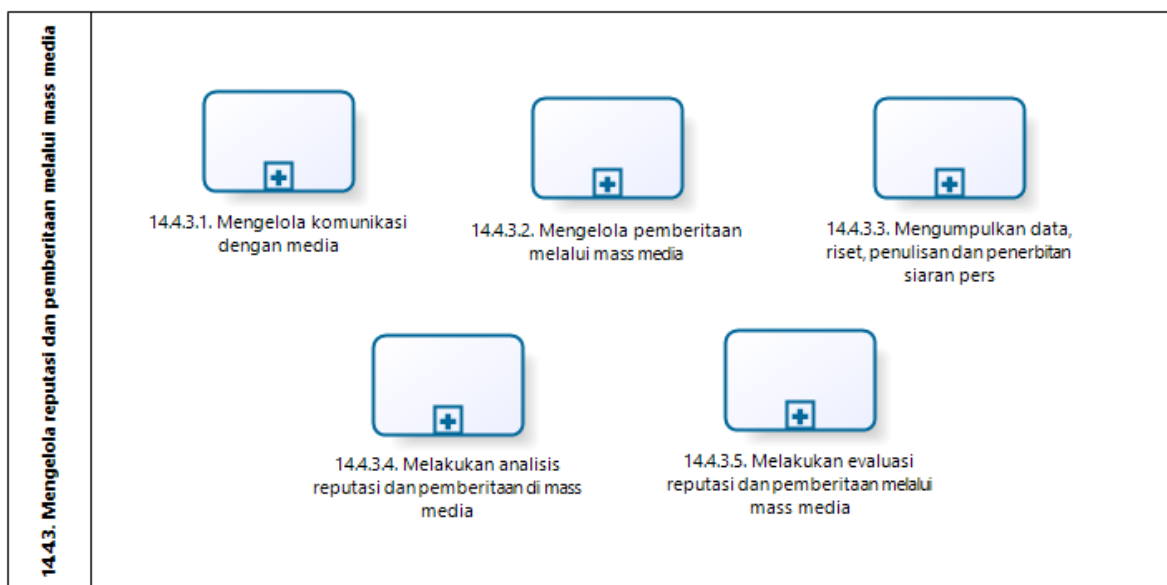 14.4.3. Mengelola reputasi dan pemberitaan melalui mass media
14.4.3.1. Mengelola komunikasi
dengan media
14.4.3.2. Mengelola pemberitaan
melalui mass media
14.4.3.3. Mengumpulkan data,
riset, penulisan dan penerbitan
siaran pers
14.4.3.4. Melakukan analisis
reputasi dan pemberitaan di mass
media
14.4.3.5. Melakukan evaluasi
reputasi dan pemberitaan melalui
mass media